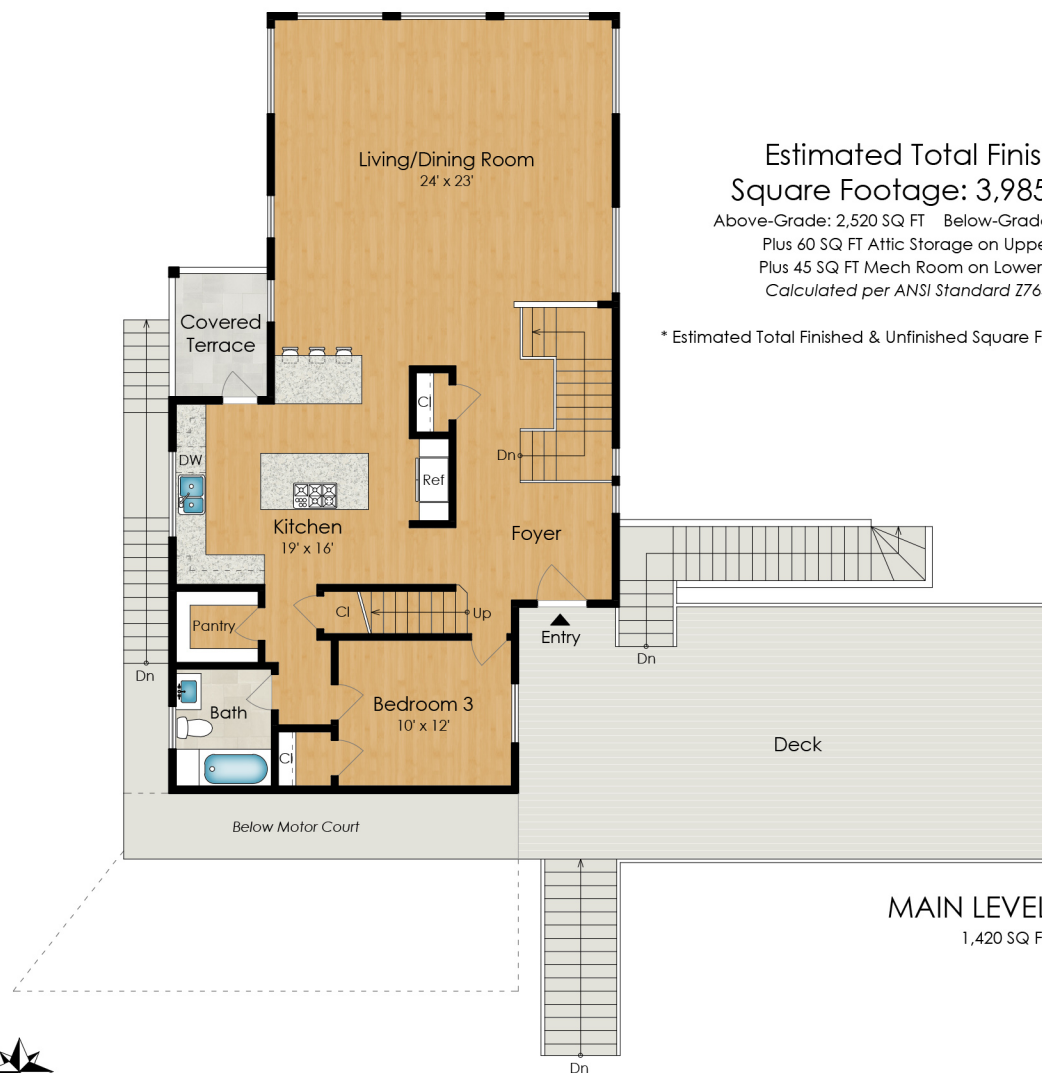 Living/Dining Room
24' x 23'
Estimated Total Finis
Square Footage: 3,985
Above-Grade: 2,520 SQ FT Below-Grade
Plus 60 SQ FT Attic Storage on Uppe
Plus 45 SQ FT Mech Room on Lower
Calculated per ANSI Standard Z76
* Estimated Total Finished & Unfinished Square F
Covered
Terrace
Cl
DW
Ref
Dn
Kitchen
19' x 16'
Foyer
Cl
Up
Pantry
Entry
Dn
Dn
Bath
Bedroom 3
10' x 12'
Cl
Deck
Below Motor Court
MAIN LEVEL
1,420 SQ F
Dn